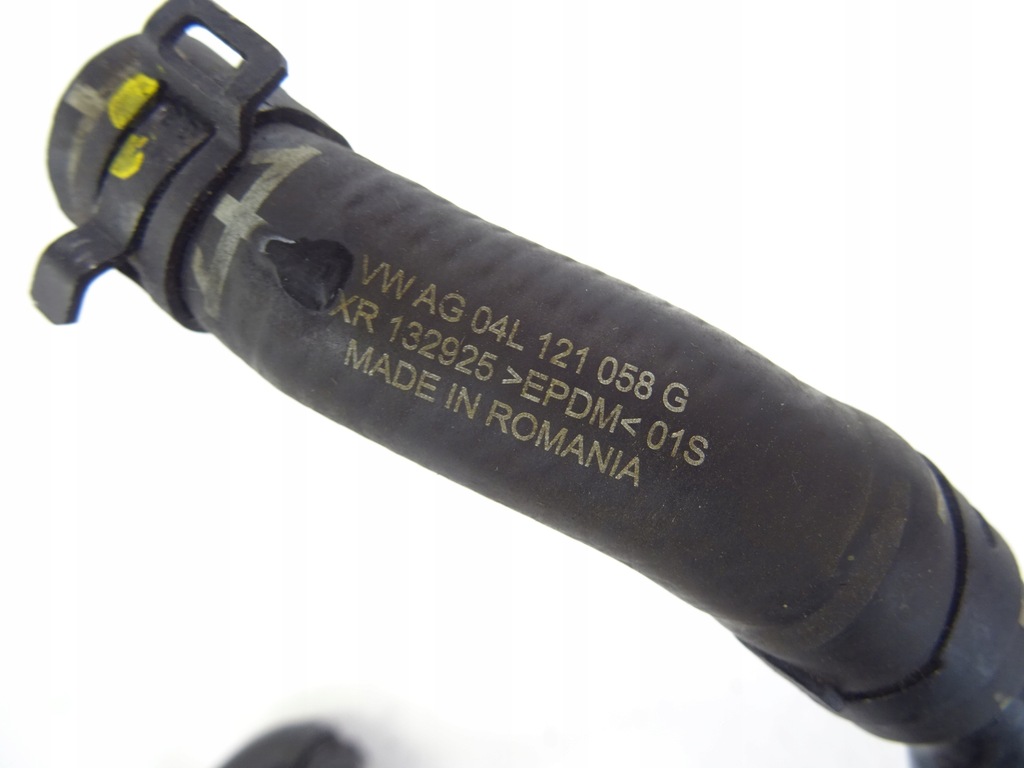 VW AG 04L 121 058 G
XR 132925 >EPDM< 01S
MADE IN ROMANIA